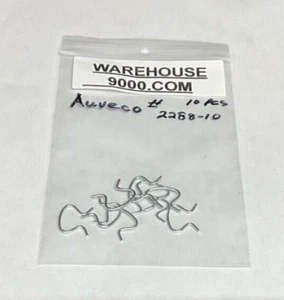 WAREHOUSE
9000.COM
Auveco # 10 PCS
2288-10